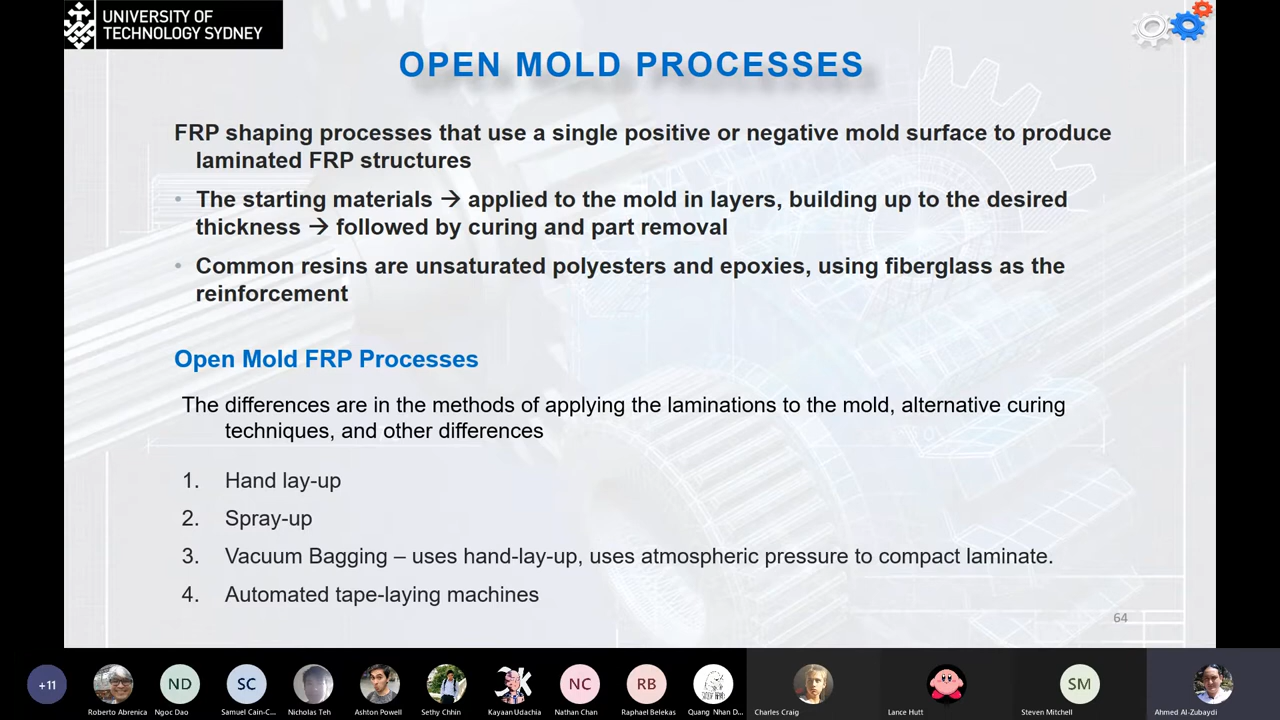 UNIVERSITY OF
TECHNOLOGY SYDNEY
OPEN MOLD PROCESSES
FRP shaping processes that use a single positive or negative mold surface to produce
laminated FRP structures
• The starting materials → applied to the mold in layers, building up to the desired
thickness → followed by curing and part removal
• Common resins are unsaturated polyesters and epoxies, using fiberglass as the
reinforcement
Open Mold FRP Processes
The differences are in the methods of applying the laminations to the mold, alternative curing
techniques, and other differences
1. Hand lay-up
2. Spray-up
3. Vacuum Bagging – uses hand-lay-up, uses atmospheric pressure to compact laminate.
4. Automated tape-laying machines
64
+11
ND
SC
NC
RB
SM
Roberto Abrenica
Ngoc Dao
Samuel Cain-C...
Nicholas Teh
Ashton Powell
Sethy Chhin
Kayaan Udachia
Nathan Chan
Raphael Belekas
Quang Nhan D...
Charles Craig
Lance Hutt
Steven Mitchell
Ahmed Al-Zubaydi